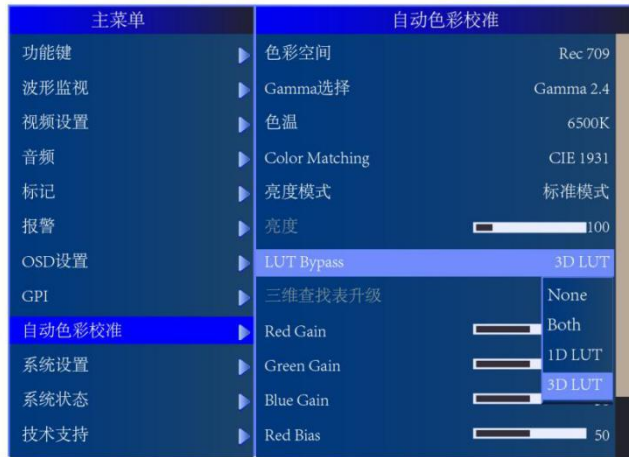 主菜单
功能键
波形监视
视频设置
音频
标记
报警
OSD设置
GPI
自动色彩校准
系统设置
系统状态
技术支持
自动色彩校准
色彩空间 Rec 709
Gamma选择 Gamma 2.4
色温 6500K
Color Matching CIE 1931
亮度模式 标准模式
亮度 100
LUT Bypass 3D LUT
三维查找表升级
Red Gain
Green Gain
Blue Gain
Red Bias 50
None
Both
1D LUT
3D LUT